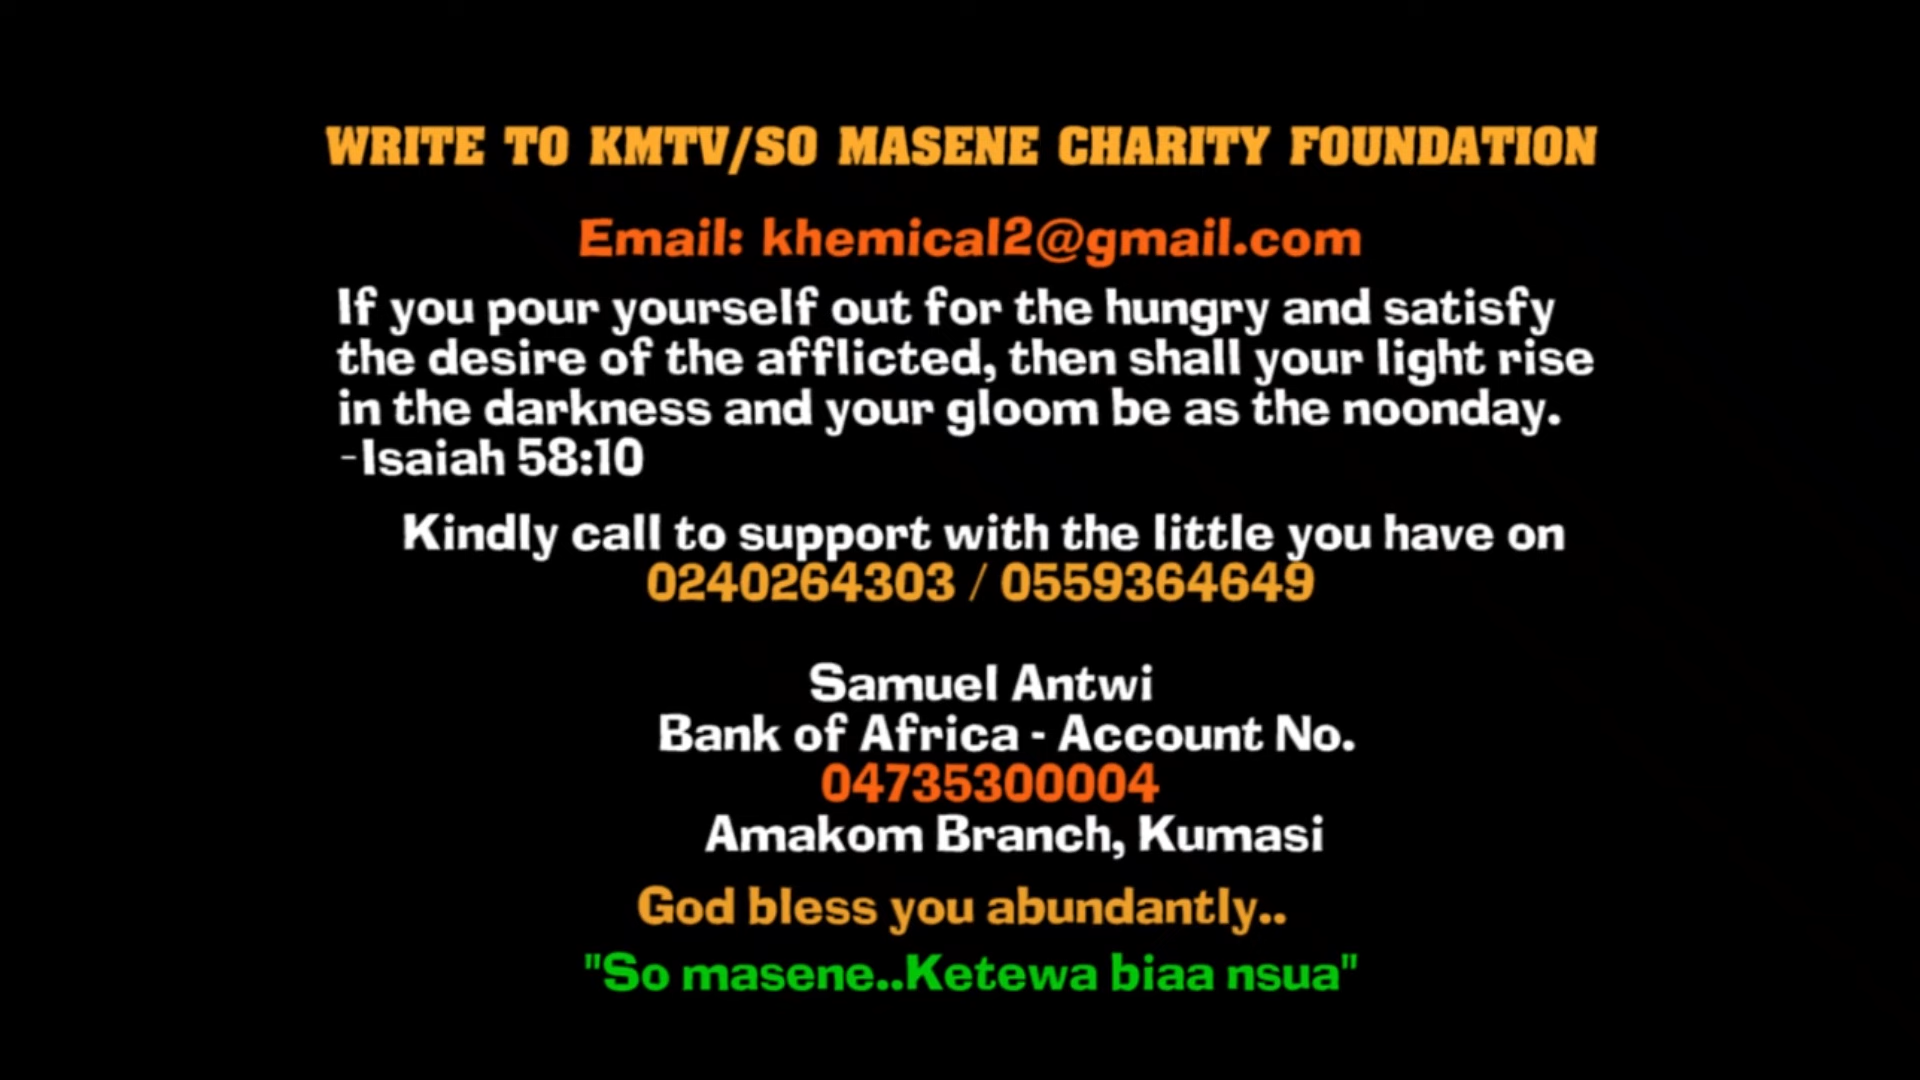 WRITE TO KMTV/SO MASENE CHARITY FOUNDATION
Email: khemical2@gmail.com
If you pour yourself out for the hungry and satisfy
the desire of the afflicted, then shall your light rise
in the darkness and your gloom be as the noonday.
-Isaiah 58:10
Kindly call to support with the little you have on
0240264303 / 0559364649
Samuel Antwi
Bank of Africa - Account No.
04735300004
Amakom Branch, Kumasi
God bless you abundantly..
"So masene..Ketewa biaa nsua"